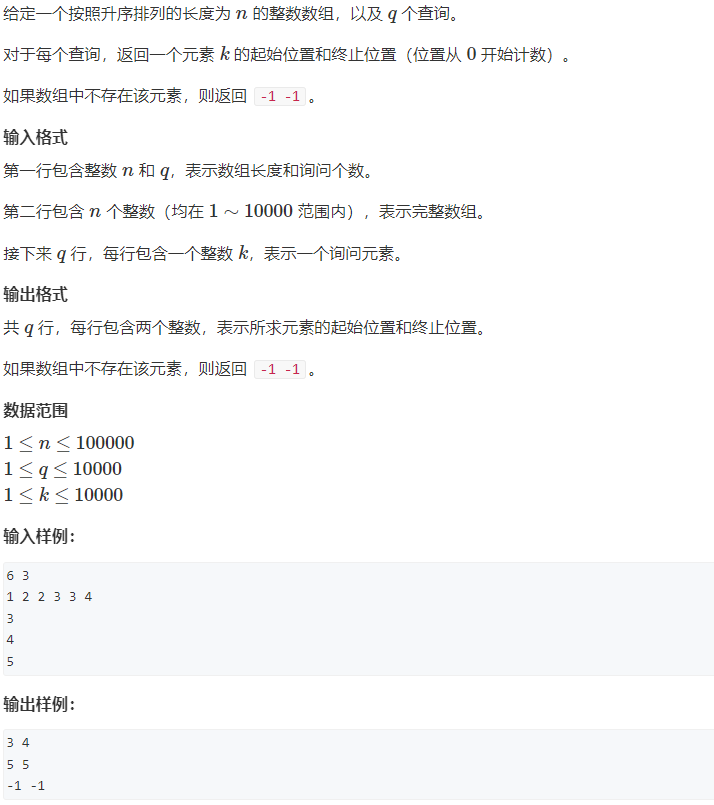 给定一个按照升序排列的长度为 n 的整数数组，以及 q 个查询。
对于每个查询，返回一个元素 k 的起始位置和终止位置（位置从 0 开始计数）。
如果数组中不存在该元素，则返回 -1 -1 。
输入格式
第一行包含整数 n 和 q，表示数组长度和询问个数。
第二行包含 n 个整数（均在 1 ∼ 10000 范围内），表示完整数组。
接下来 q 行，每行包含一个整数 k，表示一个询问元素。
输出格式
共 q 行，每行包含两个整数，表示所求元素的起始位置和终止位置。
如果数组中不存在该元素，则返回 -1 -1 。
数据范围
1 ≤ n ≤ 100000
1 ≤ q ≤ 10000
1 ≤ k ≤ 10000
输入样例：
6 3
1 2 2 3 3 4
3
4
5
输出样例：
3 4
5 5
-1 -1